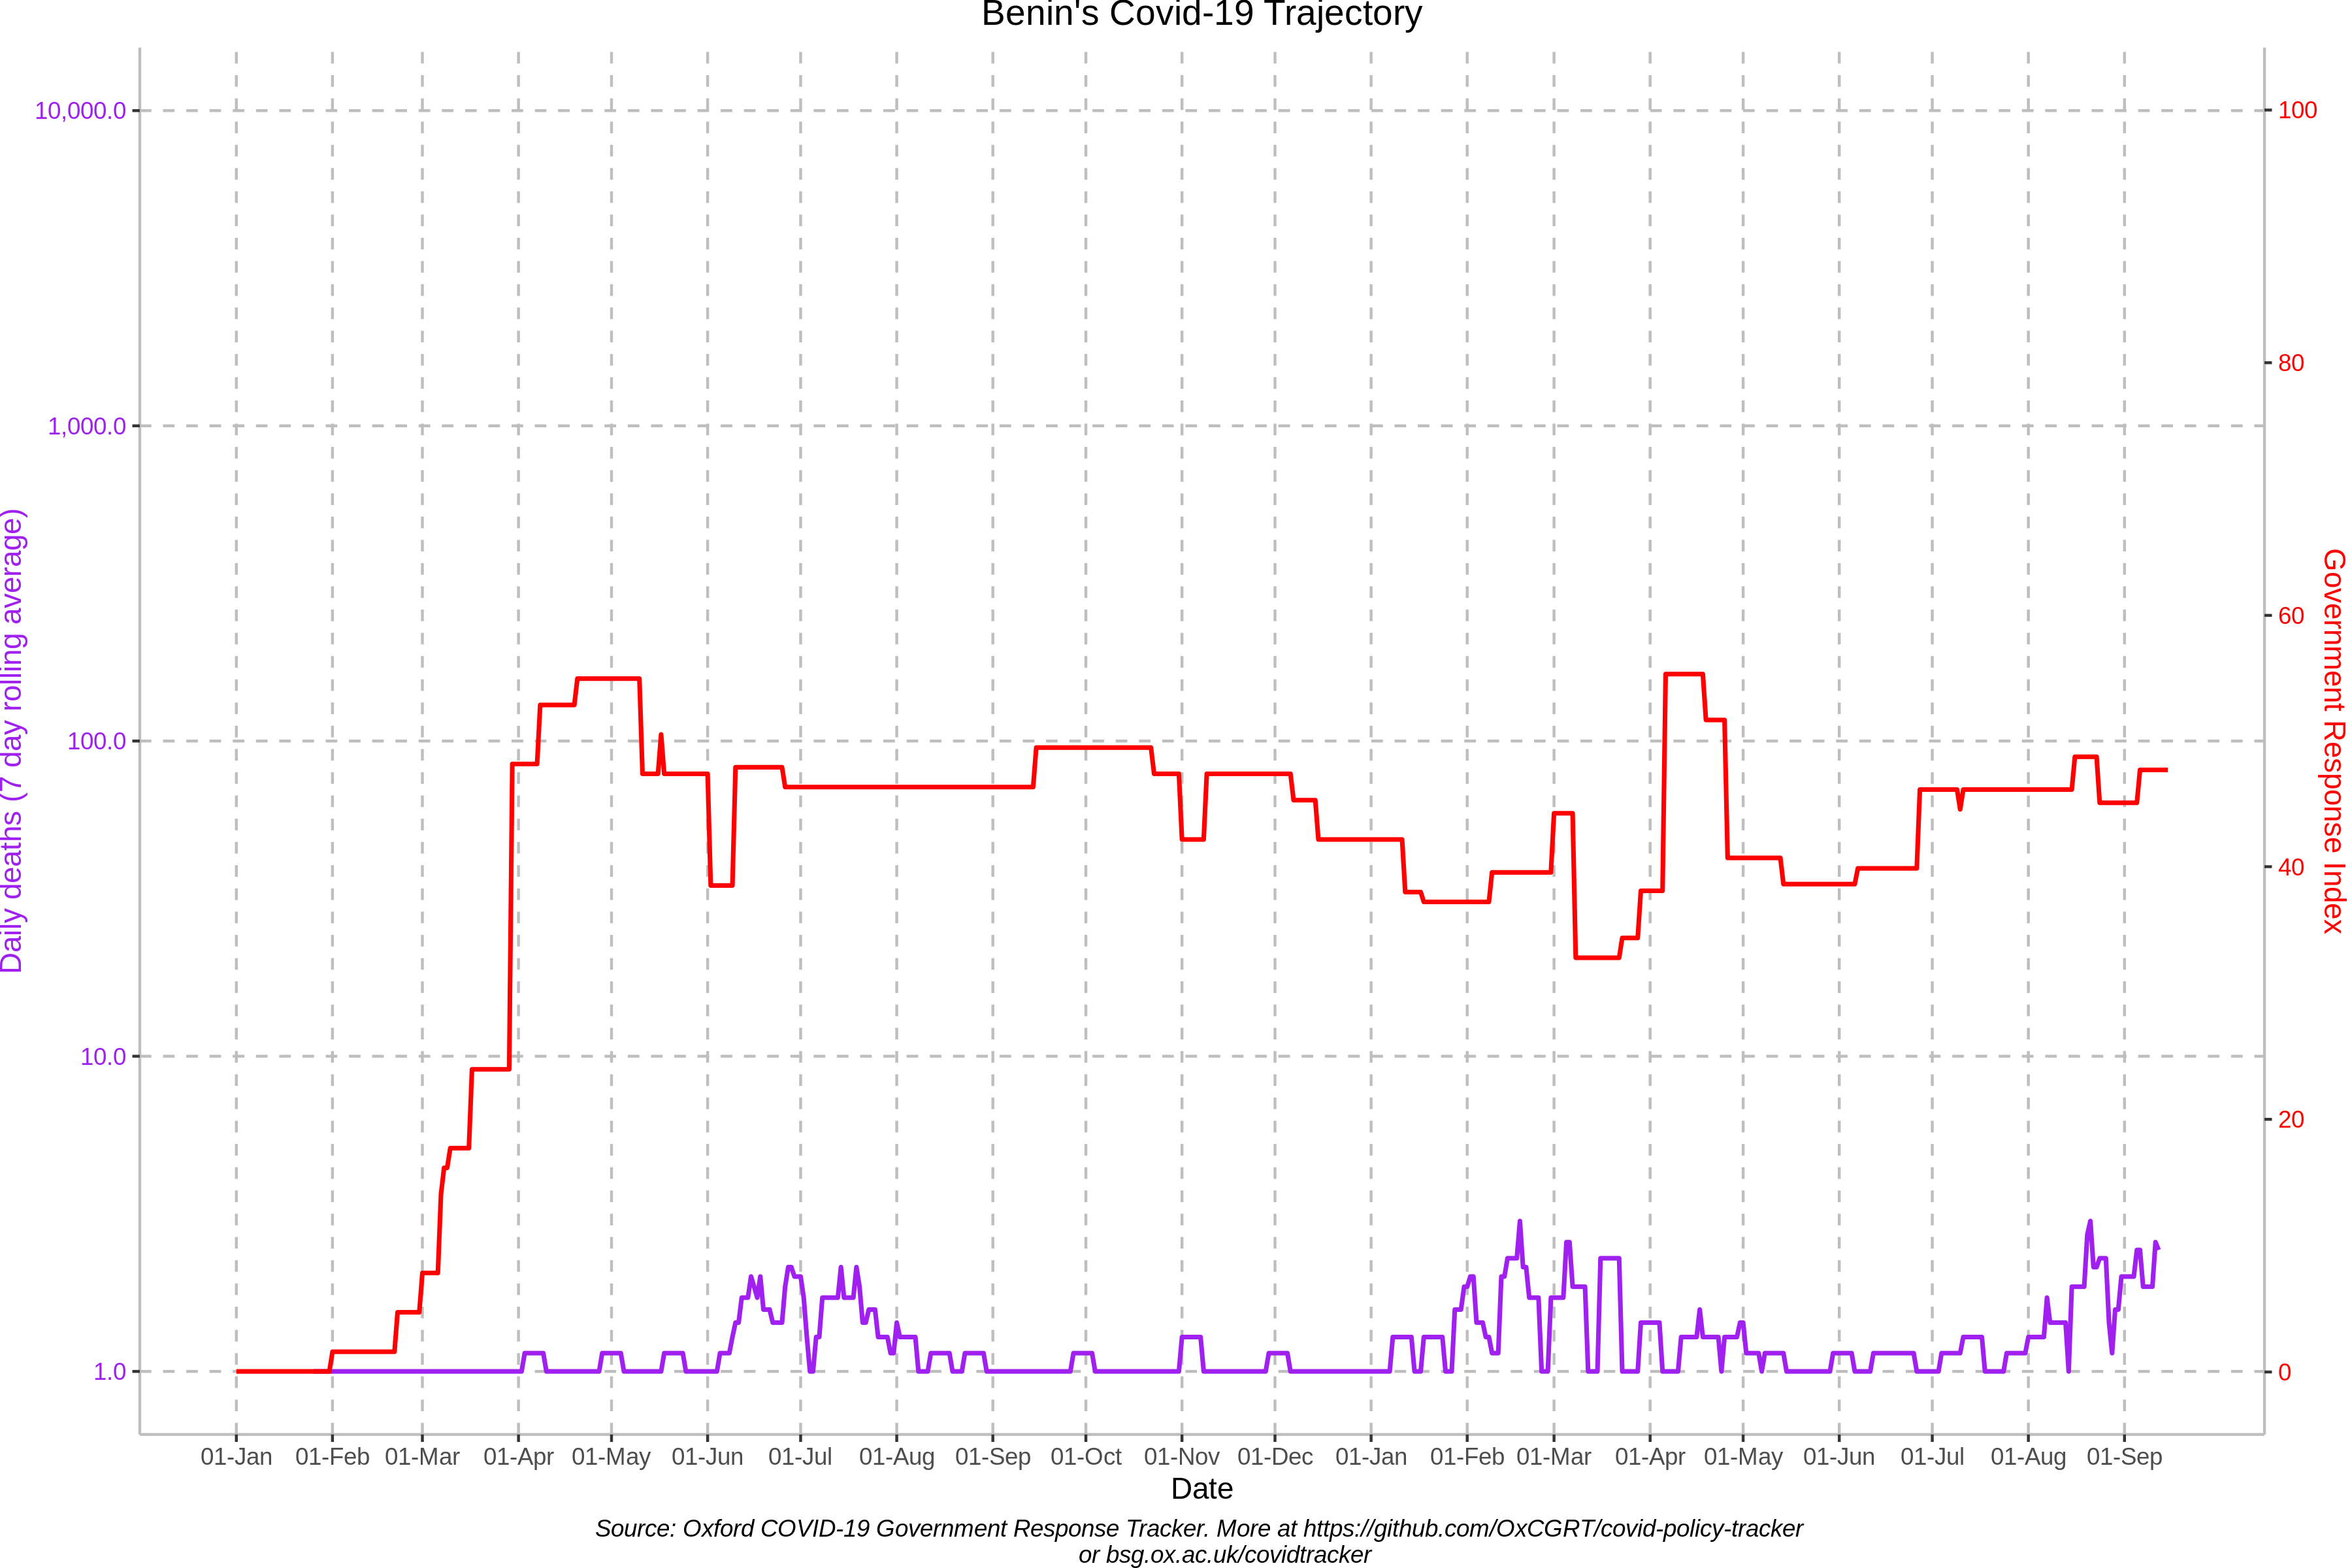 Benin's Covid-19 Trajectory
10,000.0
1,000.0
100.0
10.0
1.0
Daily deaths (7 day rolling average)
100
80
60
40
20
0
Government Response Index
01-Jan 01-Feb 01-Mar 01-Apr 01-May 01-Jun 01-Jul 01-Aug 01-Sep 01-Oct 01-Nov 01-Dec 01-Jan 01-Feb 01-Mar 01-Apr 01-May 01-Jun 01-Jul 01-Aug 01-Sep
Date
Source: Oxford COVID-19 Government Response Tracker. More at https://github.com/OxCGRT/covid-policy-tracker
or bsg.ox.ac.uk/covidtracker